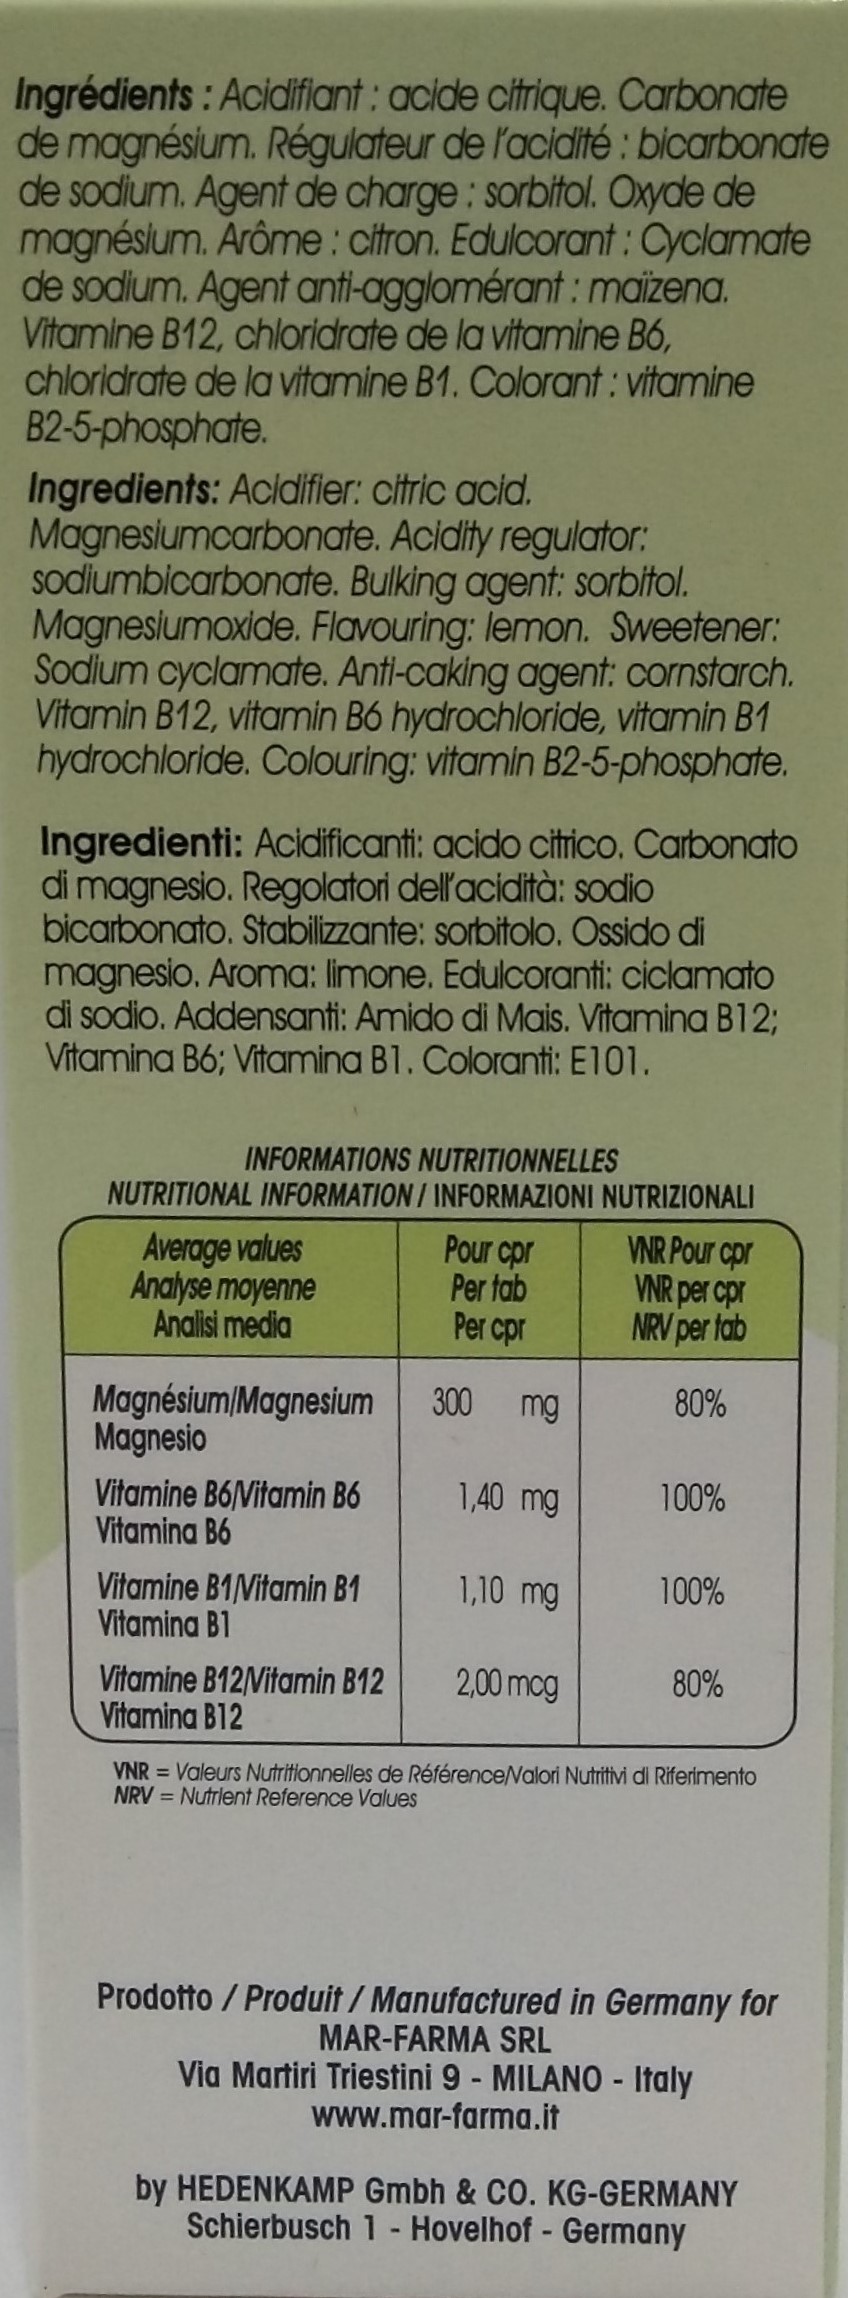 Ingrédients : Acidifiant : acide citrique. Carbonate
de magnésium. Régulateur de l'acidité : bicarbonate
de sodium. Agent de charge : sorbitol. Oxyde de
magnésium. Arôme : citron. Edulcorant : Cyclamate
de sodium. Agent anti-agglomérant : maïzena.
Vitamine B12, chloridrate de la vitamine B6,
chloridrate de la vitamine B1. Colorant : vitamine
B2-5-phosphate.
Ingredients: Acidifier: citric acid.
Magnesiumcarbonate. Acidity regulator:
sodiumbicarbonate. Bulking agent: sorbitol.
Magnesiumoxide. Flavouring: lemon. Sweetener:
Sodium cyclamate. Anti-caking agent: cornstarch.
Vitamin B12, vitamin B6 hydrochloride, vitamin B1
hydrochloride. Colouring: vitamin B2-5-phosphate.
Ingredienti: Acidificanti: acido citrico. Carbonato
di magnesio. Regolatori dell'acidità: sodio
bicarbonato. Stabilizzante: sorbitolo. Ossido di
magnesio. Aroma: limone. Edulcoranti: ciclamato
di sodio. Addensanti: Amido di Mais. Vitamina B12;
Vitamina B6; Vitamina B1. Coloranti: E101.
INFORMATIONS NUTRITIONNELLES
NUTRITIONAL INFORMATION / INFORMAZIONI NUTRIZIONALI
Average values Pour cpr VNR Pour cpr
Analyse moyenne Per tab VNR per cpr
Analisi media Per cpr NRV per tab
Magnésium/Magnesium 300 mg 80%
Magnesio
Vitamine B6/Vitamin B6 1,40 mg 100%
Vitamina B6
Vitamine B1/Vitamin B1 1,10 mg 100%
Vitamina B1
Vitamine B12/Vitamin B12 2,00 mcg 80%
Vitamina B12
VNR = Valeurs Nutritionnelles de Référence/Valori Nutritivi di Riferimento
NRV = Nutrient Reference Values
Prodotto / Produit / Manufactured in Germany for
MAR-FARMA SRL
Via Martiri Triestini 9 - MILANO - Italy
www.mar-farma.it
by HEDENKAMP Gmbh & CO. KG-GERMANY
Schierbusch 1 - Hovelhof - Germany